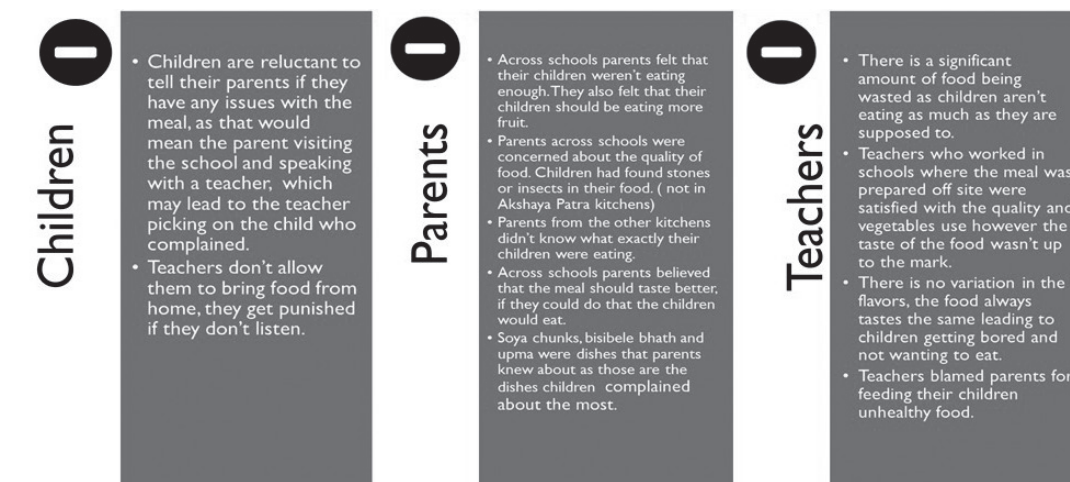 Children
• Children are reluctant to
tell their parents if they
have any issues with the
meal, as that would
mean the parent visiting
the school and speaking
with a teacher, which
may lead to the teacher
picking on the child who
complained.
• Teachers don't allow
them to bring food from
home, they get punished
if they don't listen.
Parents
• Across schools parents felt that
their children weren't eating
enough. They also felt that their
children should be eating more
fruit.
• Parents across schools were
concerned about the quality of
food. Children had found stones
or insects in their food. ( not in
Akshaya Patra kitchens)
• Parents from the other kitchens
didn't know what exactly their
children were eating.
• Across schools parents believed
that the meal should taste better,
if they could do that the children
would eat.
• Soya chunks, bisibele bhath and
upma were dishes that parents
knew about as those are the
dishes children complained
about the most.
Teachers
• There is a significant
amount of food being
wasted as children aren't
eating as much as they are
supposed to.
• Teachers who worked in
schools where the meal was
prepared off site were
satisfied with the quality and
vegetables use however the
taste of the food wasn't up
to the mark.
• There is no variation in the
flavors, the food always
tastes the same leading to
children getting bored and
not wanting to eat.
• Teachers blamed parents for
feeding their children
unhealthy food.